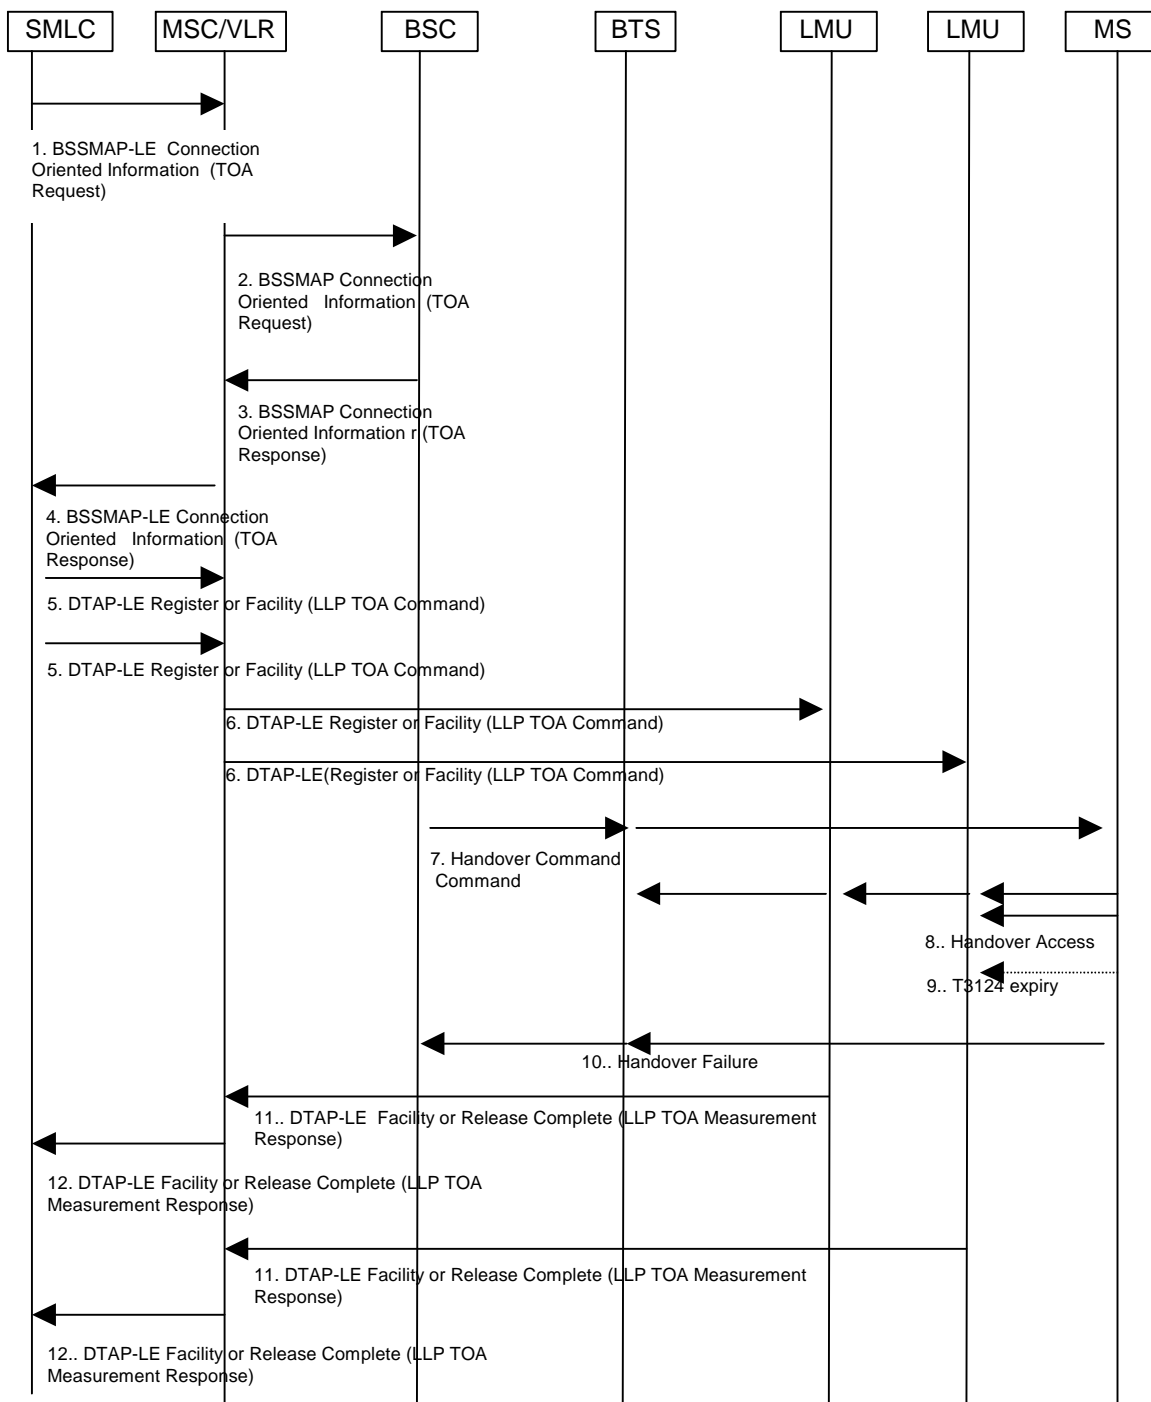 SMLC MSC/VLR BSC BTS LMU LMU MS
1. BSSMAP-LE Connection
Oriented Information (TOA
Request)
2. BSSMAP Connection
Oriented Information (TOA
Request)
3. BSSMAP Connection
Oriented Information r (TOA
Response)
4. BSSMAP-LE Connection
Oriented Information (TOA
Response)
5. DTAP-LE Register or Facility (LLP TOA Command)
5. DTAP-LE Register or Facility (LLP TOA Command)
6. DTAP-LE Register or Facility (LLP TOA Command)
6. DTAP-LE(Register or Facility (LLP TOA Command)
7. Handover Command
Command
8.. Handover Access
9.. T3124 expiry
10.. Handover Failure
11.. DTAP-LE Facility or Release Complete (LLP TOA Measurement
Response)
12. DTAP-LE Facility or Release Complete (LLP TOA
Measurement Response)
11. DTAP-LE Facility or Release Complete (LLP TOA Measurement
Response)
12.. DTAP-LE Facility or Release Complete (LLP TOA
Measurement Response)